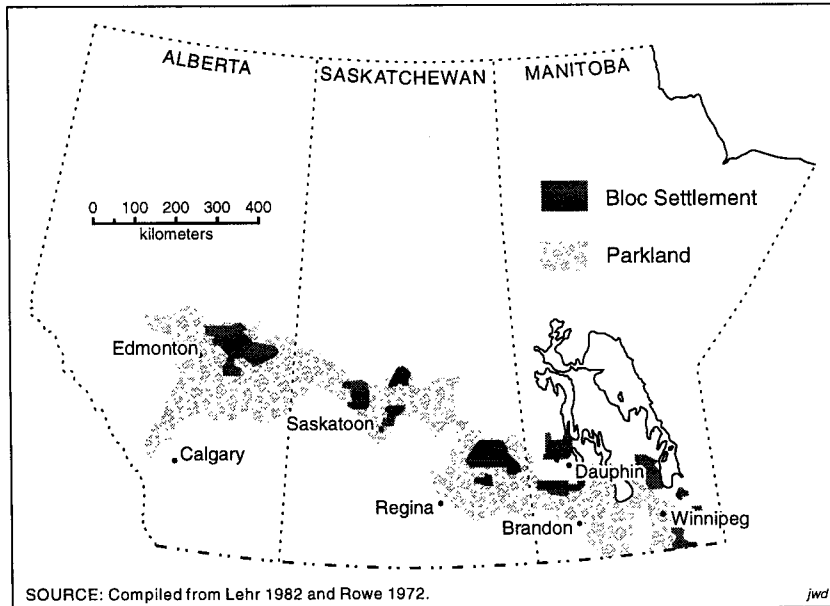 ALBERTA
SASKATCHEWAN
MANITOBA
0 100 200 300 400
kilometers
Bloc Settlement
Parkland
Edmonton
Saskatoon
Calgary
Dauphin
Regina
Brandon
Winnipeg
SOURCE: Compiled from Lehr 1982 and Rowe 1972.
jwd